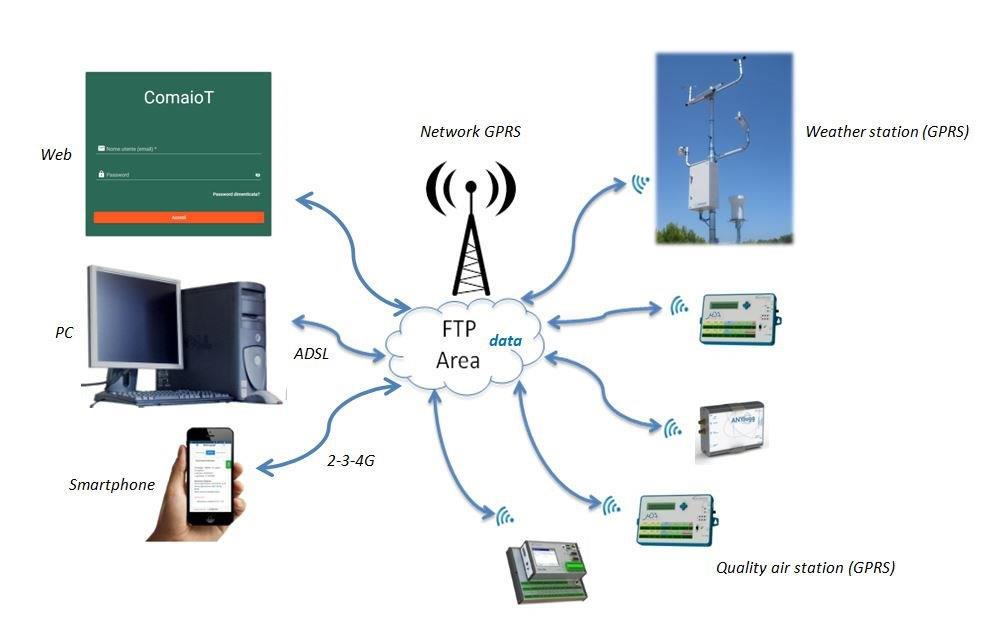 ComaioT
Nome utente (email) *
Password
Password dimenticata?
Accedi
Web
Network GPRS
Weather station (GPRS)
PC
ADSL
FTP
Area
data
Smartphone
2-3-4G
Quality air station (GPRS)